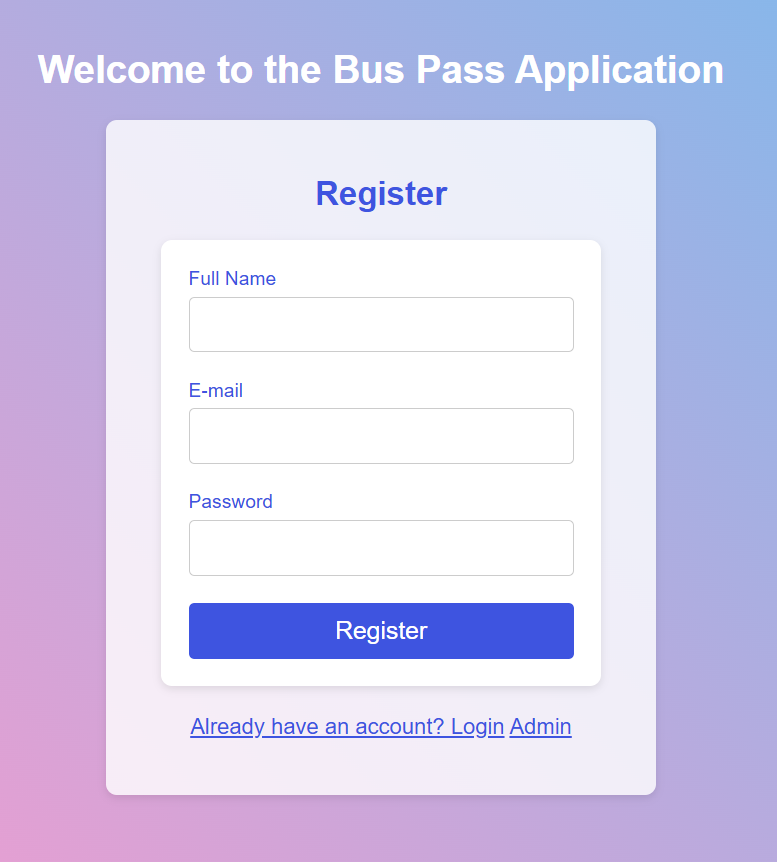 Welcome to the Bus Pass Application
Register
Full Name
E-mail
Password
Register
Already have an account? Login Admin